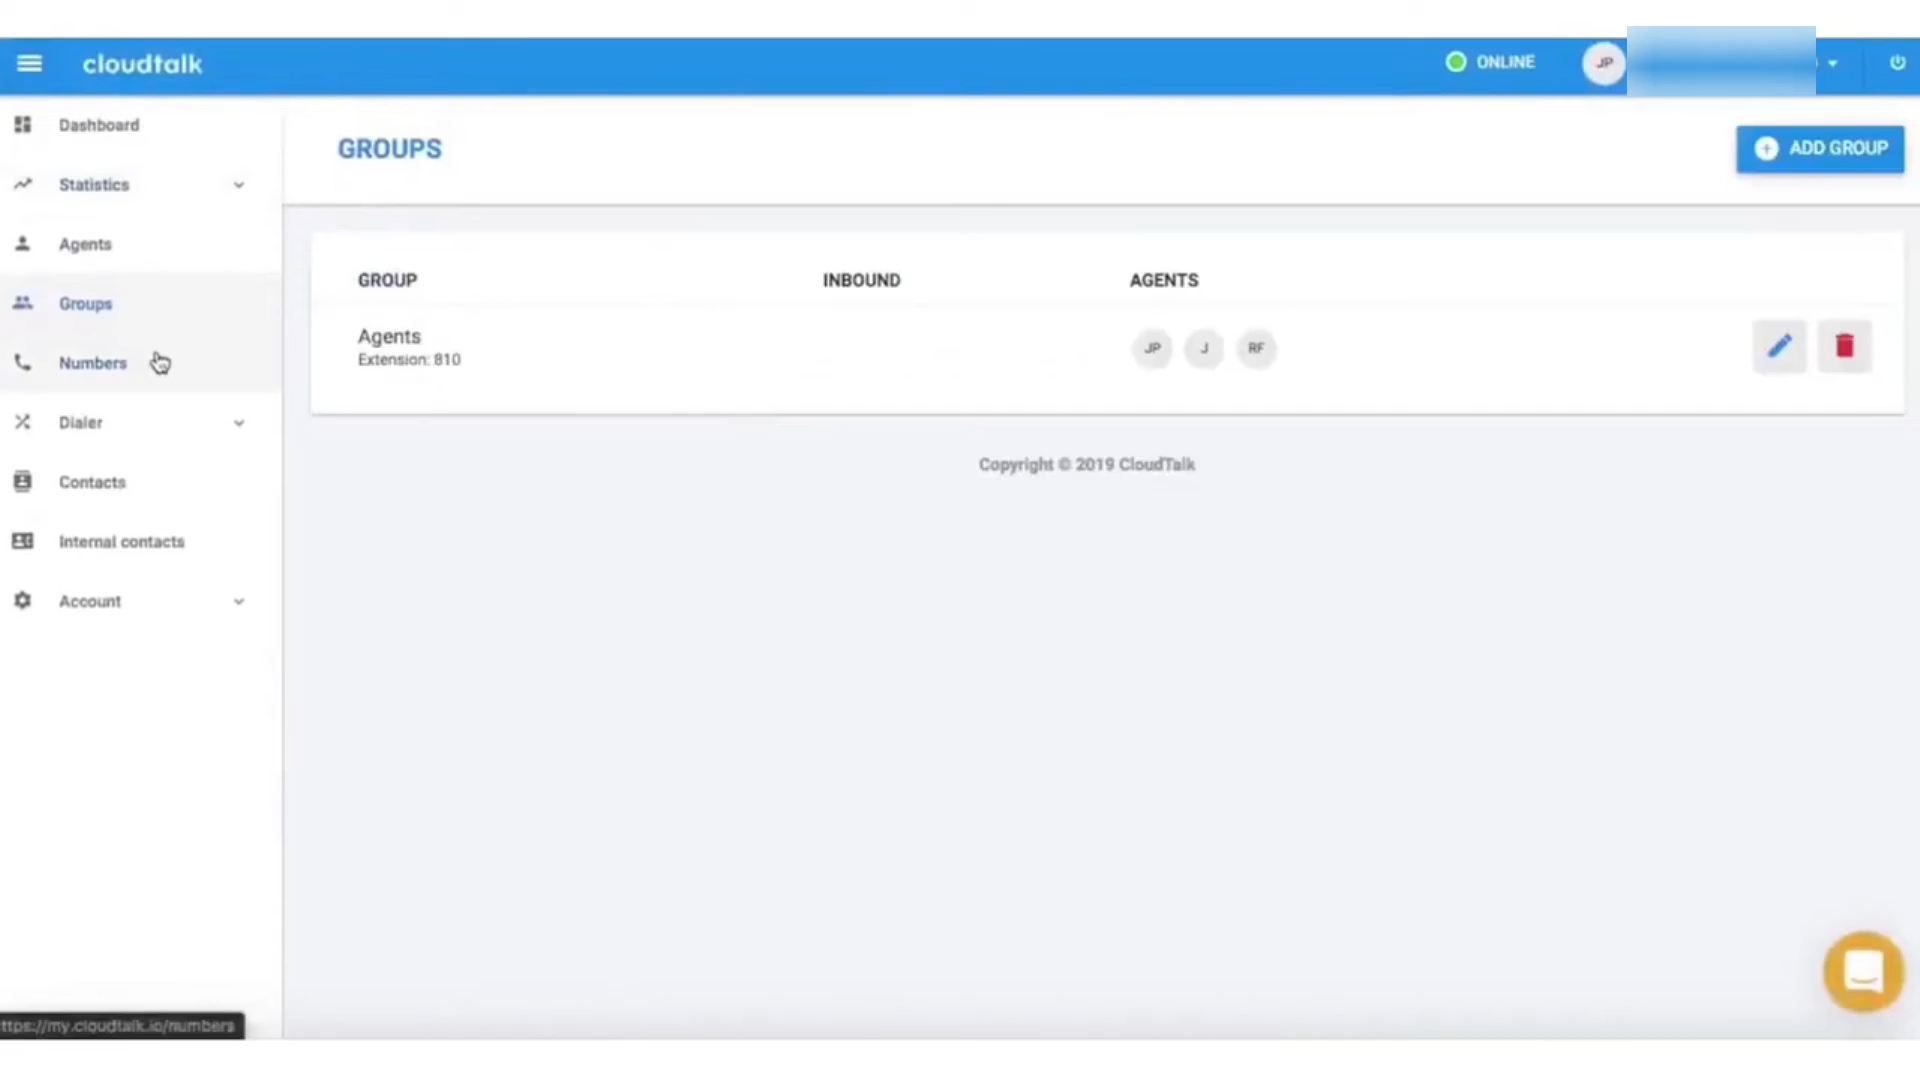 cloudtalk
ONLINE
JP
Dashboard
Statistics
Agents
Groups
Numbers
Dialer
Contacts
Internal contacts
Account
GROUPS
ADD GROUP
GROUP INBOUND AGENTS
Agents
Extension: 810
JP J RF
Copyright © 2019 CloudTalk
ttps://my.cloudtalk.io/numbers